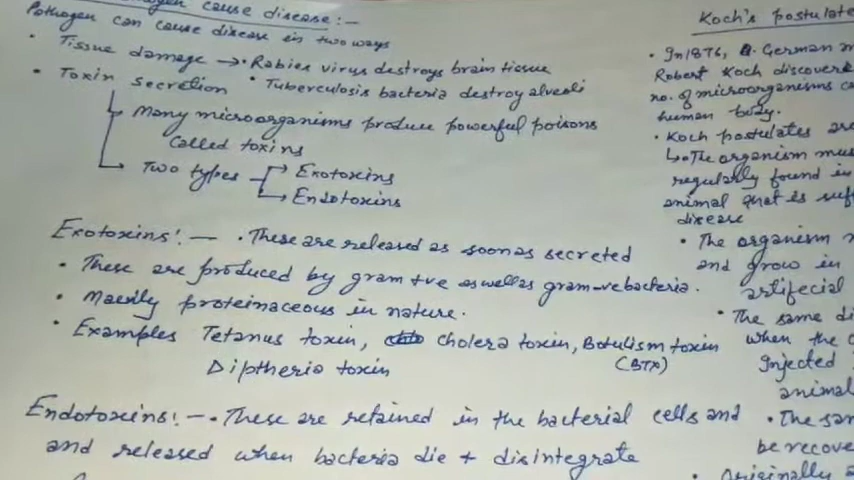 cause disease :-
Pathogen can cause disease in two ways
• Tissue damage → • Rabies virus destroys brain tissue
• Tuberculosis bacteria destroy alveoli
• Toxin secretion
Many microorganisms produce powerful poisons
called toxins
Two types → Exotoxins
→ Endotoxins
Exotoxins! — • These are released as soon as secreted
• These are produced by gram +ve as well as gram -ve bacteria.
• Mainly proteinaceous in nature.
• Examples Tetanus toxin, cholera toxin, Botulism toxin
(BTX)
Diptheria toxin
Endotoxins! — • These are retained in the bacterial cells and
and released when bacteria die + disintegrate
Koch's postulate
• In 1876, a German
Robert Koch discover
no. of microorganisms ca
human body.
• Koch postulates are
↳ The organism mus
regularly found in
animal that is suf
disease
• The organism
and grow in
artifecial
• The same di
when the
Injected
animal
• The sa
be recove
• Originally